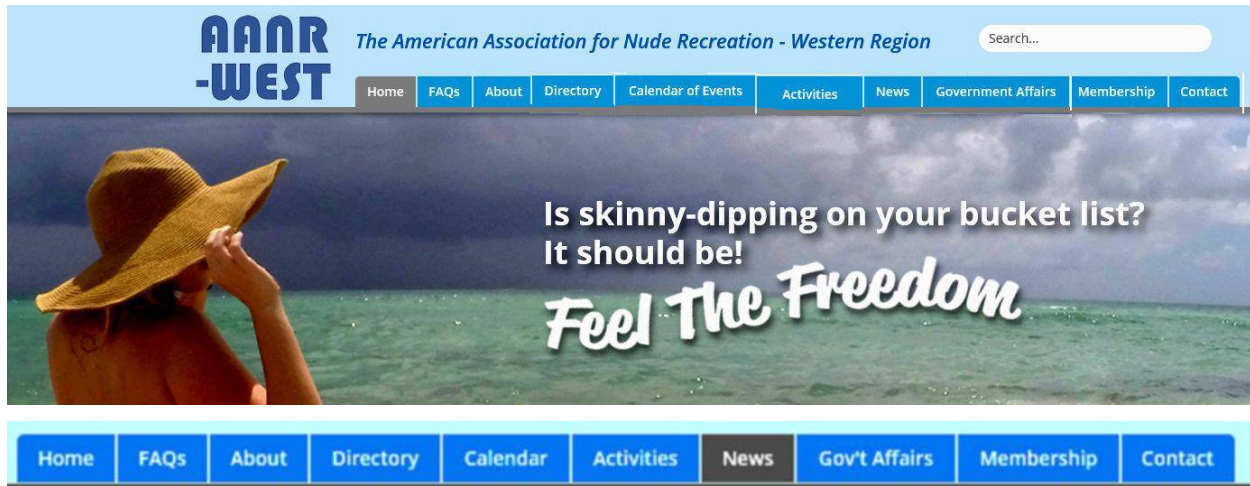 AANR
-WEST
The American Association for Nude Recreation - Western Region
Search...
Home FAQs About Directory Calendar of Events Activities News Government Affairs Membership Contact
Is skinny-dipping on your bucket list?
It should be!
Feel The Freedom
Home FAQs About Directory Calendar Activities News Gov't Affairs Membership Contact